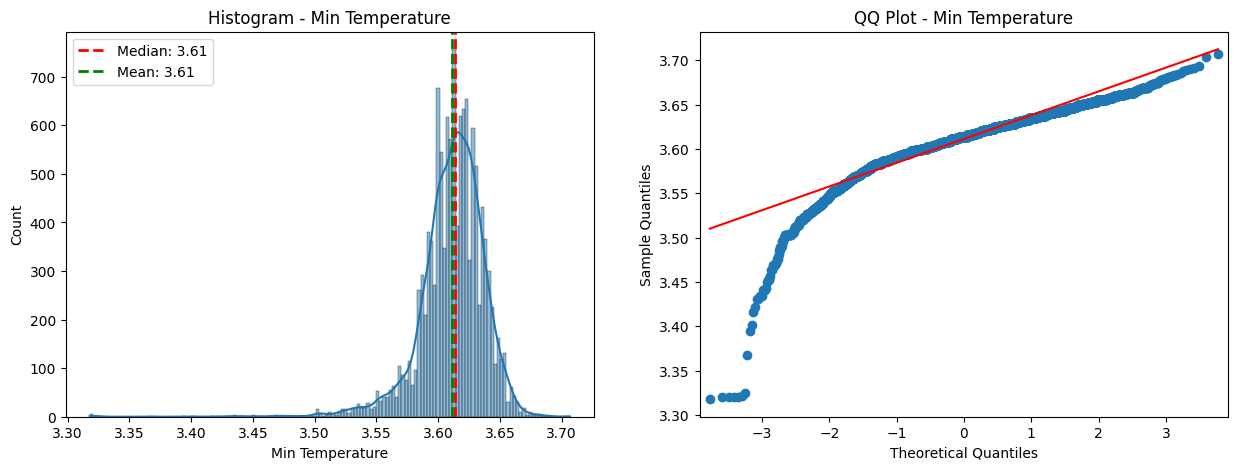 Histogram - Min Temperature
Median: 3.61
Mean: 3.61
Count
700
600
500
400
300
200
100
0
3.30 3.35 3.40 3.45 3.50 3.55 3.60 3.65 3.70
Min Temperature
QQ Plot - Min Temperature
Sample Quantiles
3.70
3.65
3.60
3.55
3.50
3.45
3.40
3.35
3.30
−3 −2 −1 0 1 2 3
Theoretical Quantiles